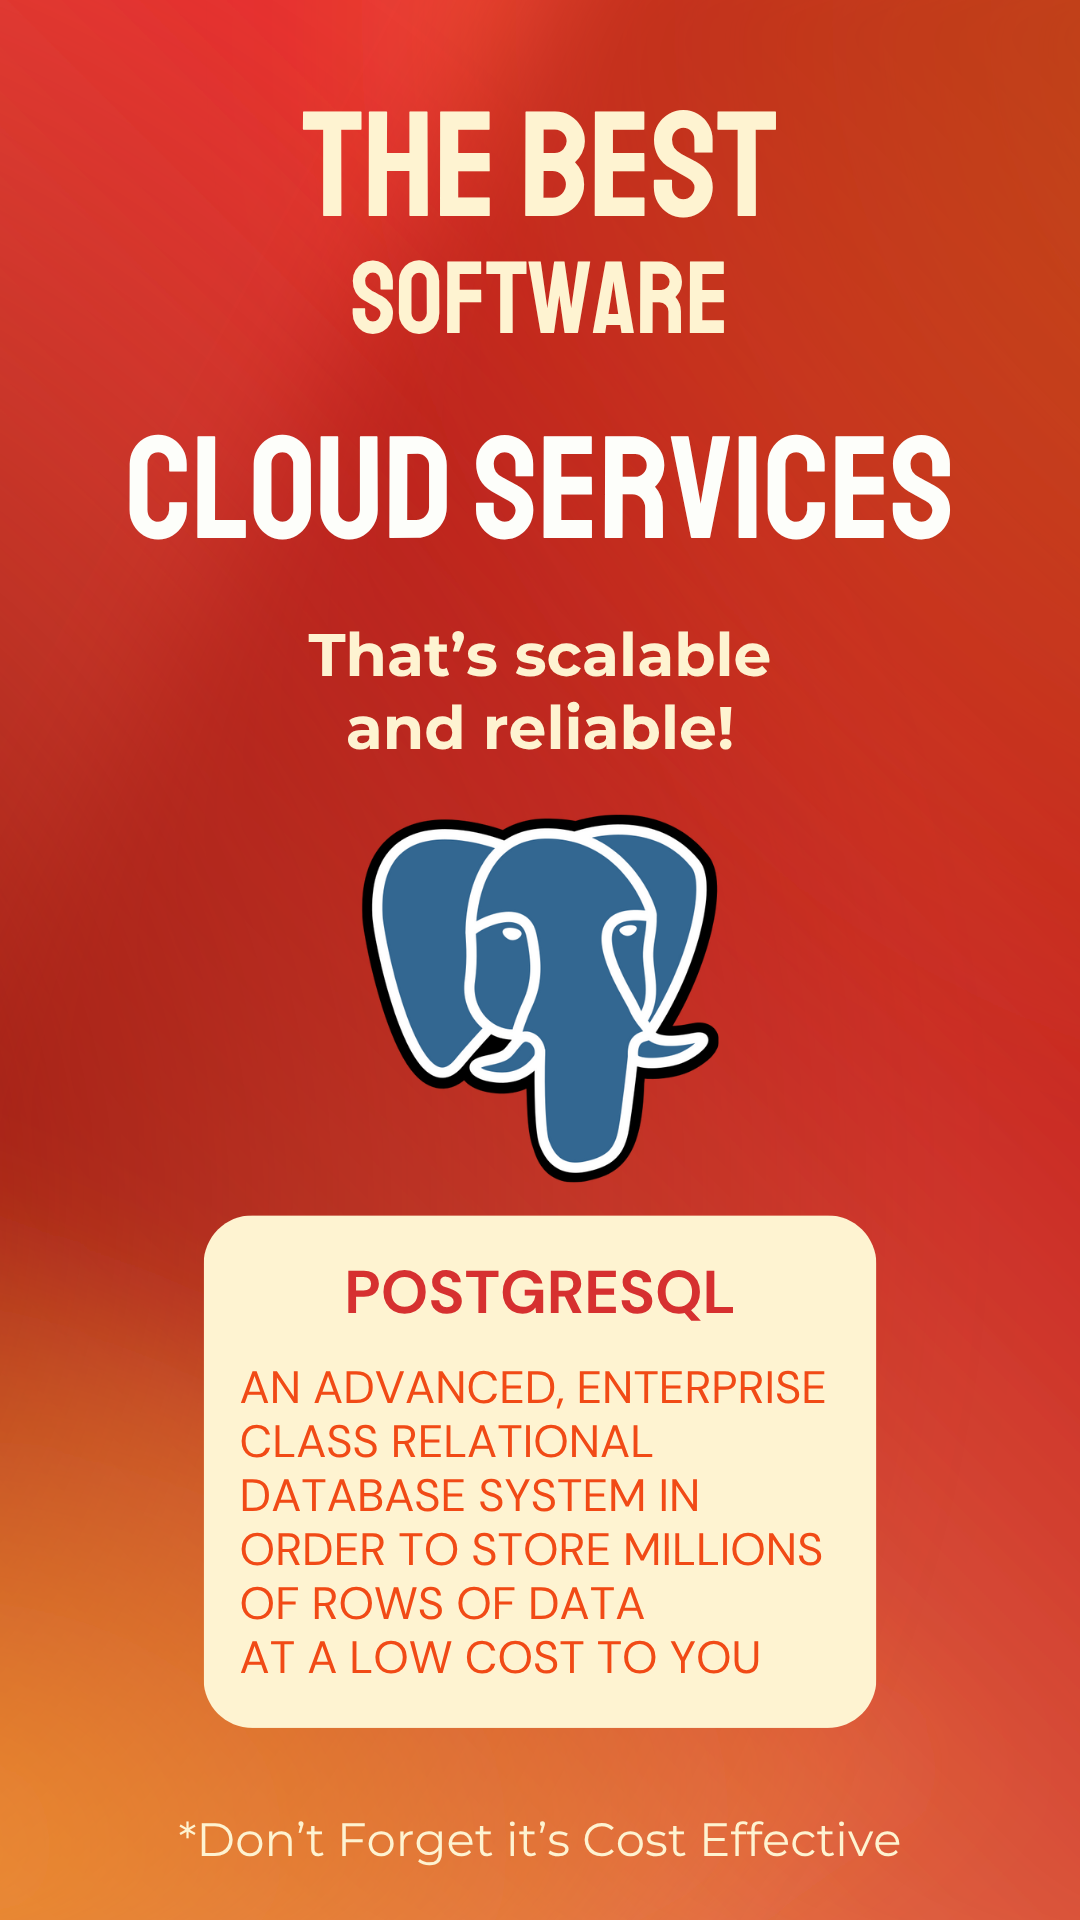 THE BEST
SOFTWARE
CLOUD SERVICES
That’s scalable
and reliable!
POSTGRESQL
AN ADVANCED, ENTERPRISE
CLASS RELATIONAL
DATABASE SYSTEM IN
ORDER TO STORE MILLIONS
OF ROWS OF DATA
AT A LOW COST TO YOU
*Don’t Forget it’s Cost Effective